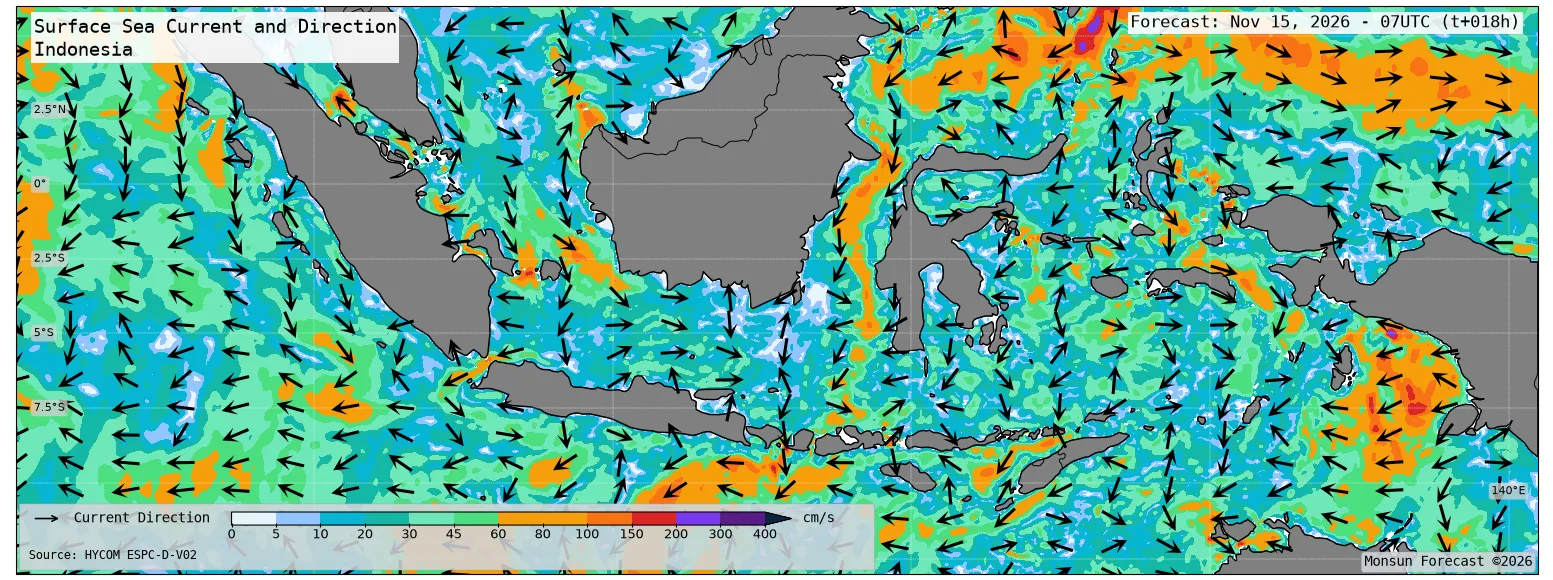 Surface Sea Current and Direction
Indonesia
Forecast: Nov 15, 2026 - 07UTC (t+018h)
2.5°N
0°
2.5°S
5°S
7.5°S
140°E
Current Direction
0 5 10 20 30 45 60 80 100 150 200 300 400 cm/s
Source: HYCOM ESPC-D-V02
Monsun Forecast ©2026